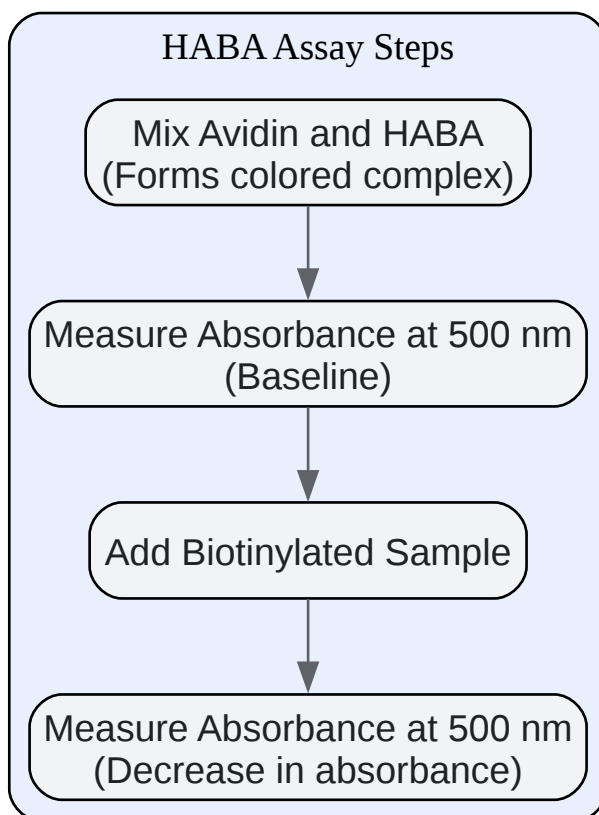 HABA Assay Steps
Mix Avidin and HABA
(Forms colored complex)
Measure Absorbance at 500 nm
(Baseline)
Add Biotinylated Sample
Measure Absorbance at 500 nm
(Decrease in absorbance)